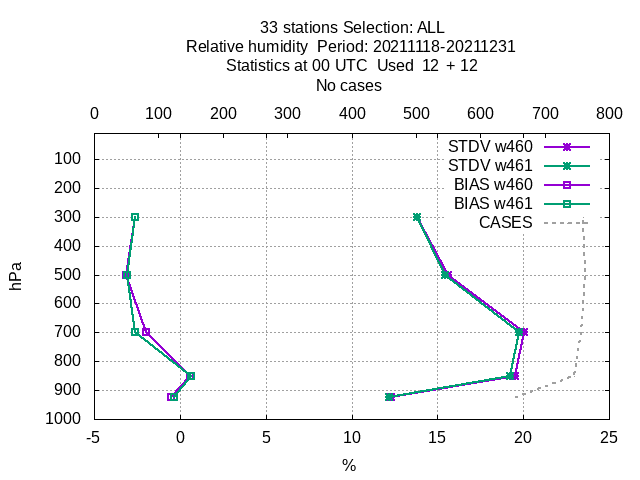 33 stations Selection: ALL
Relative humidity  Period: 20211118-20211231
Statistics at 00 UTC  Used  12  + 12
No cases
0 100 200 300 400 500 600 700 800
STDV w460
STDV w461
BIAS w460
BIAS w461
CASES
100
200
300
400
500
600
700
800
900
1000
hPa
-5 0 5 10 15 20 25
%